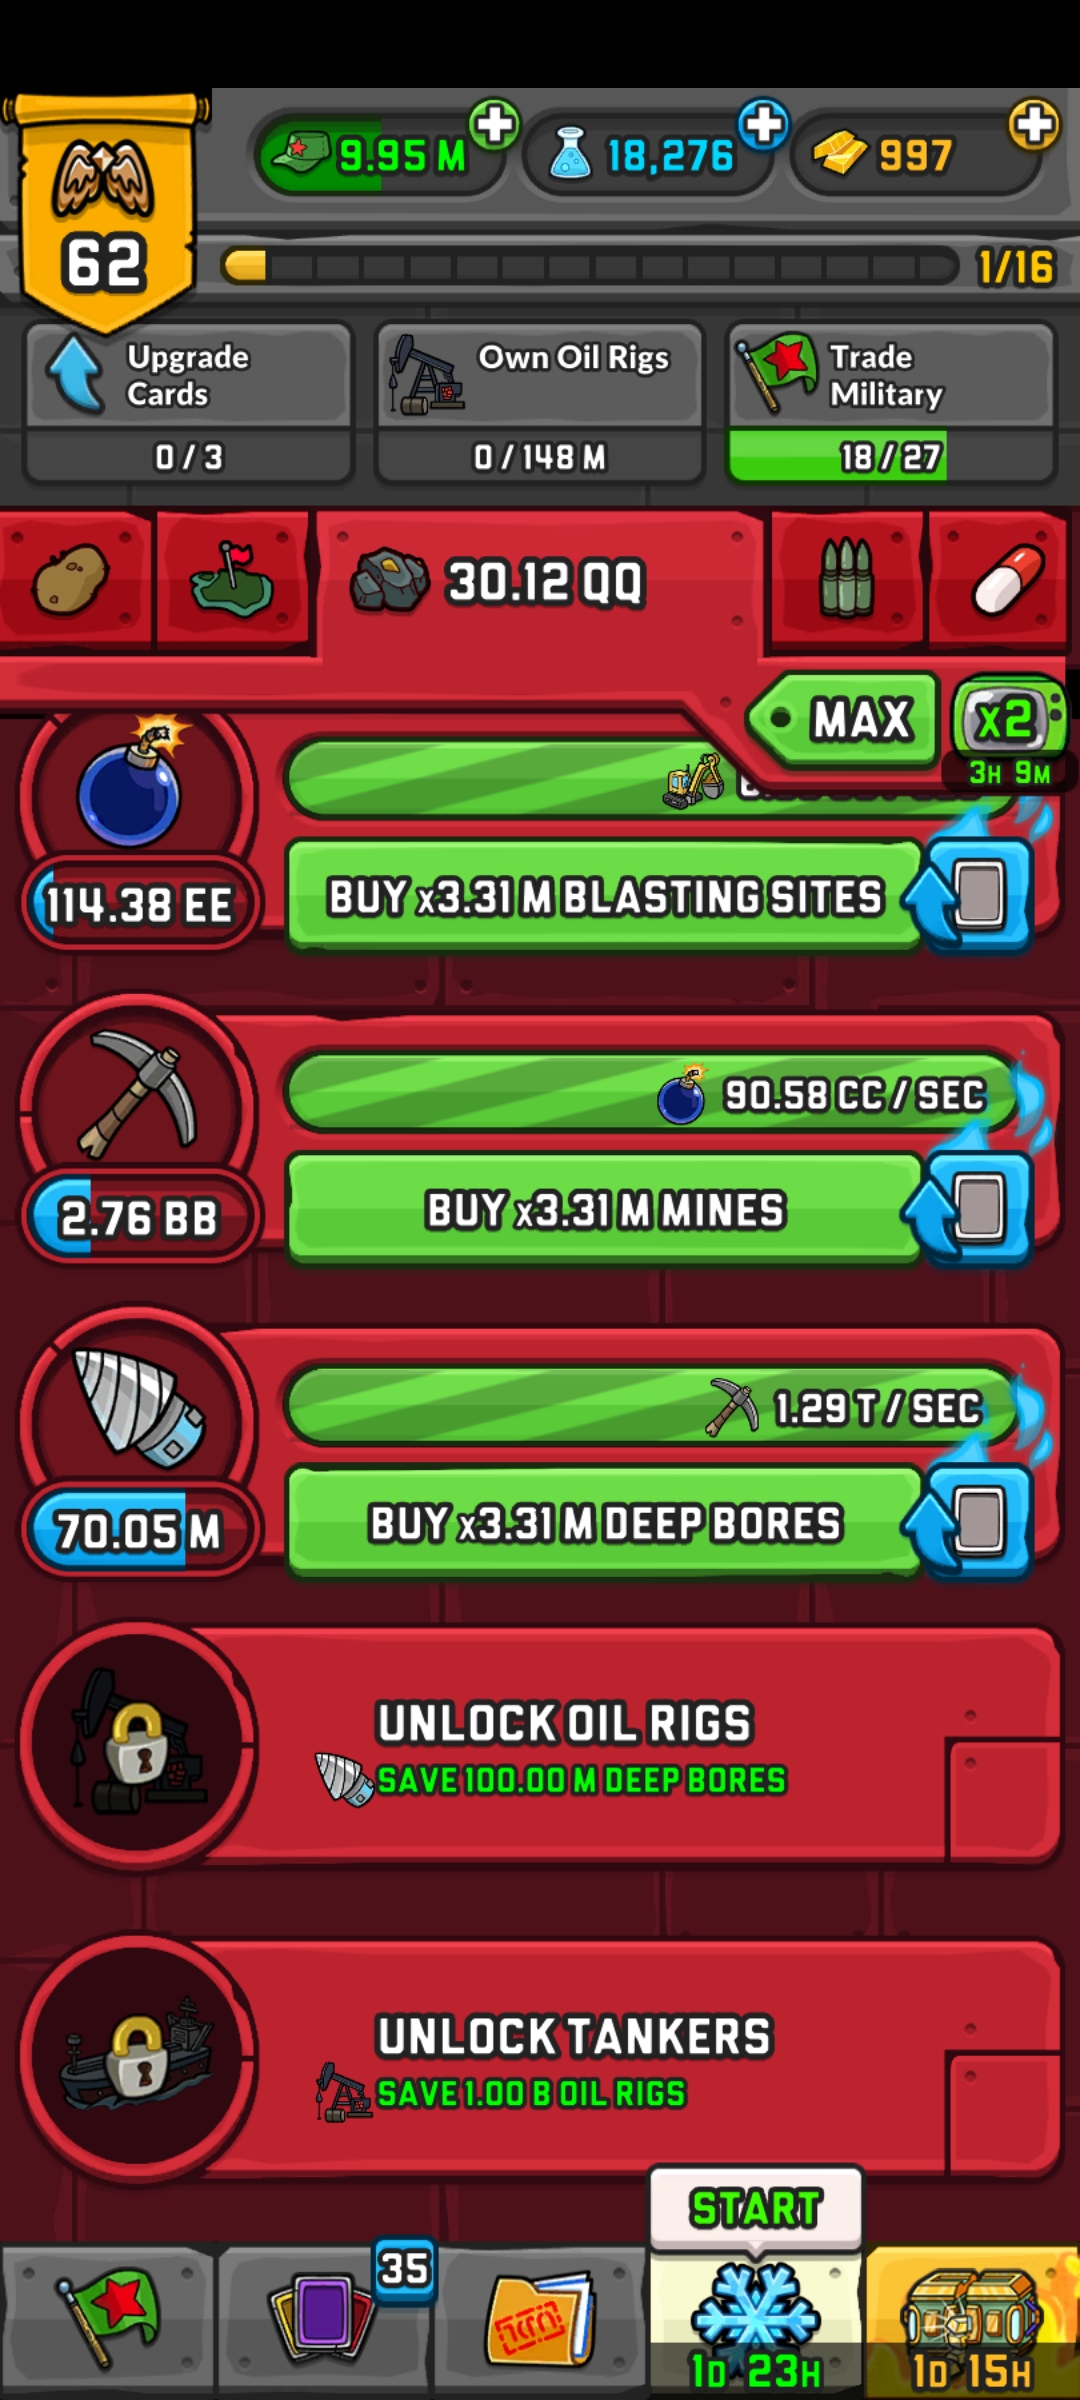 9.95 M
18,276
997
62
1/16
Upgrade
Cards
0 / 3
Own Oil Rigs
0 / 148 M
Trade
Military
18 / 27
30.12 QQ
MAX
x2
3H 9M
114.38 EE
BUY x3.31 M BLASTING SITES
90.58 CC / SEC
2.76 BB
BUY x3.31 M MINES
1.29 T / SEC
70.05 M
BUY x3.31 M DEEP BORES
UNLOCK OIL RIGS
SAVE 100.00 M DEEP BORES
UNLOCK TANKERS
SAVE 1.00 B OIL RIGS
START
35
1D 23H
1D 15H